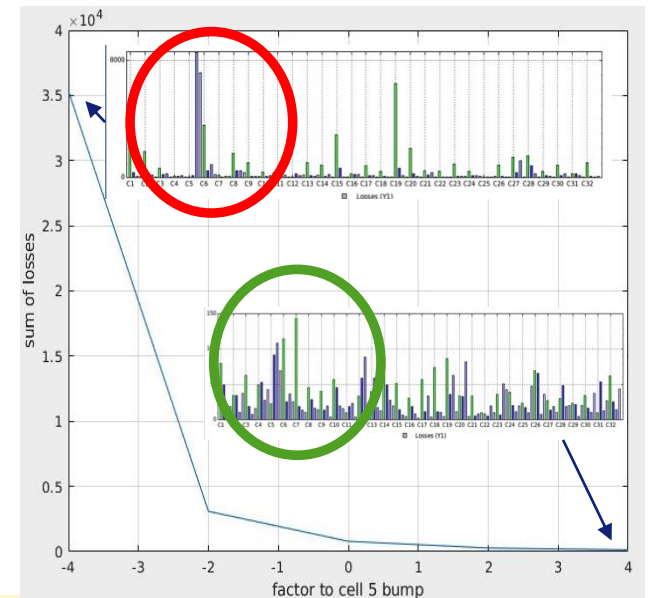 ×10⁴
4
3.5
3
2.5
2
1.5
1
0.5
0
sum of losses
8000
0
C1 C2 C3 C4 C5 C6 C7 C8 C9 C11 C12 C13 C14 C15 C16 C17 C18 C19 C20 C21 C22 C23 C24 C25 C26 C27 C28 C29 C30 C31 C32
Losses (Y1)
150
0
C1 C3 C4 C5 C6 C7 C8 C9 C10 C11 C13 C14 C15 C16 C17 C18 C19 C20 C21 C22 C23 C24 C25 C26 C27 C28 C29 C30 C31 C32
Losses (Y1)
-4 -3 -2 -1 0 1 2 3 4
factor to cell 5 bump